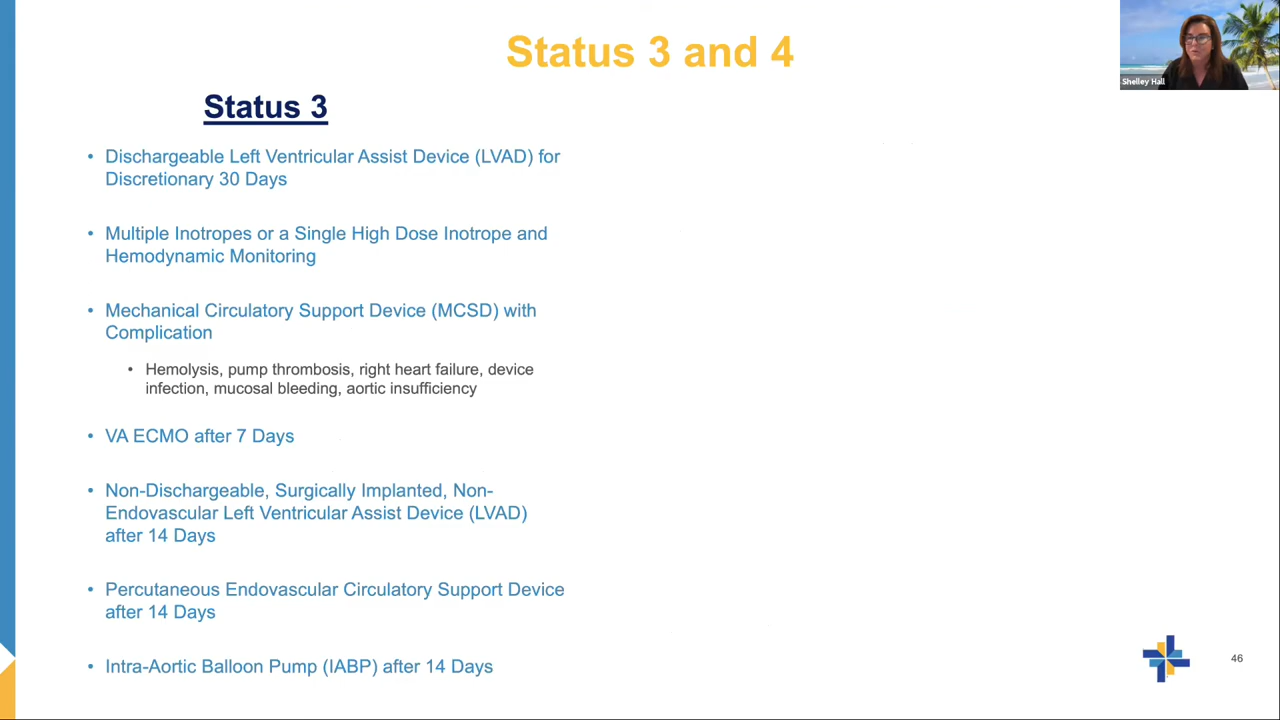 Status 3 and 4
Shelley Hall
Status 3
• Dischargeable Left Ventricular Assist Device (LVAD) for
Discretionary 30 Days
• Multiple Inotropes or a Single High Dose Inotrope and
Hemodynamic Monitoring
• Mechanical Circulatory Support Device (MCSD) with
Complication
• Hemolysis, pump thrombosis, right heart failure, device
infection, mucosal bleeding, aortic insufficiency
• VA ECMO after 7 Days
• Non-Dischargeable, Surgically Implanted, Non-
Endovascular Left Ventricular Assist Device (LVAD)
after 14 Days
• Percutaneous Endovascular Circulatory Support Device
after 14 Days
• Intra-Aortic Balloon Pump (IABP) after 14 Days
46